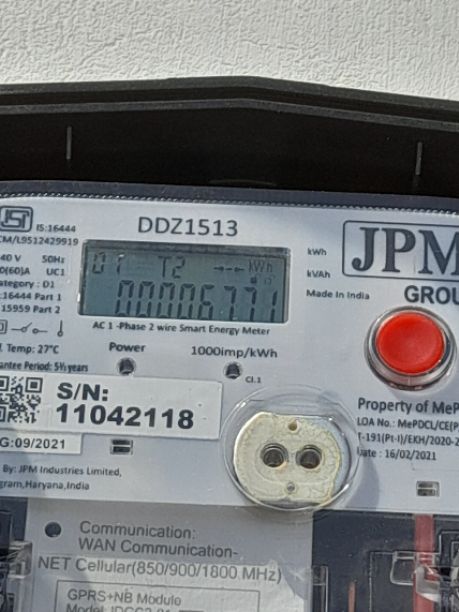 ISI IS:16444
CM/L9512429919
DDZ1513
40 V 50Hz
0(60)A UC1
ategory : D1
:16444 Part 1
15959 Part 2
01 T2 kWh
00006771
kWh
kVAh
Made In India
JPM
GROU
AC 1 -Phase 2 wire Smart Energy Meter
. Temp: 27°C
antee Period: 5½ years
Power
1000imp/kWh
Cl.1
S/N:
11042118
G:09/2021
By: JPM Industries Limited,
gram,Haryana,India
Property of MeP
LOA No.: MePDCL/CE(P
T-191(Pt-I)/EKH/2020-2
Date : 16/02/2021
Communication:
WAN Communication-
NET Cellular(850/900/1800 MHz)
GPRS+NB Module